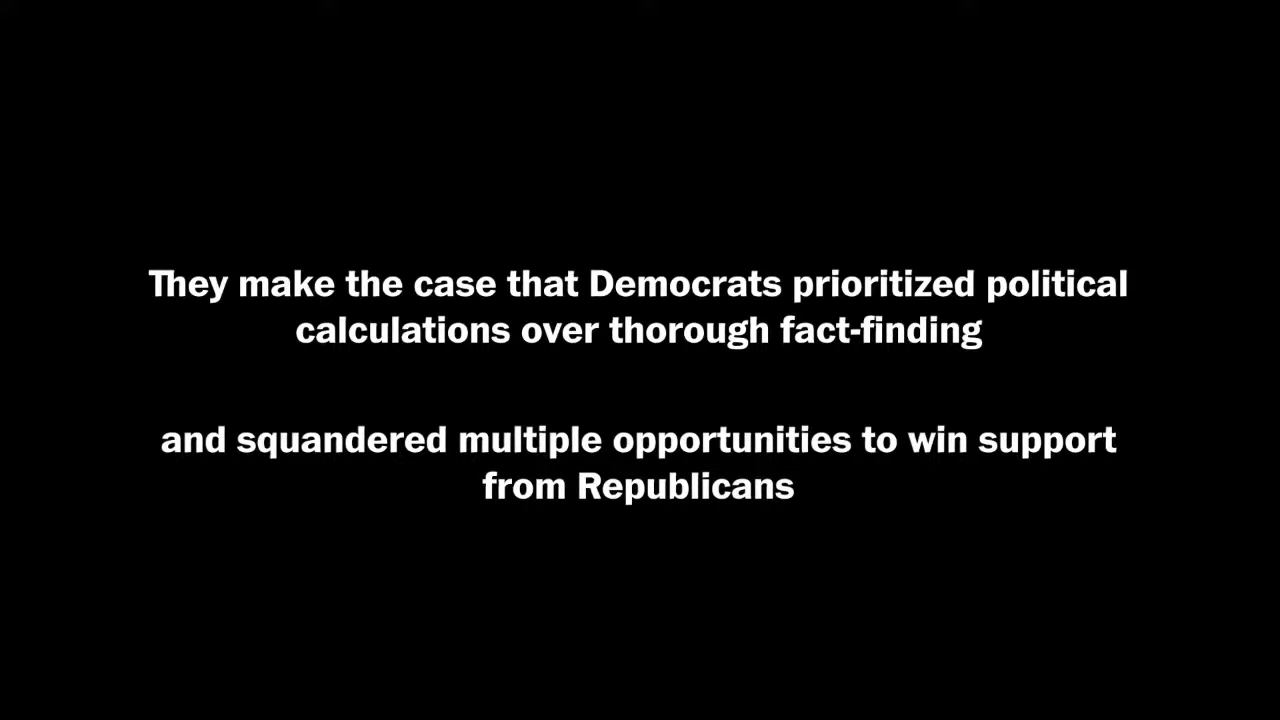 They make the case that Democrats prioritized political
calculations over thorough fact-finding
and squandered multiple opportunities to win support
from Republicans